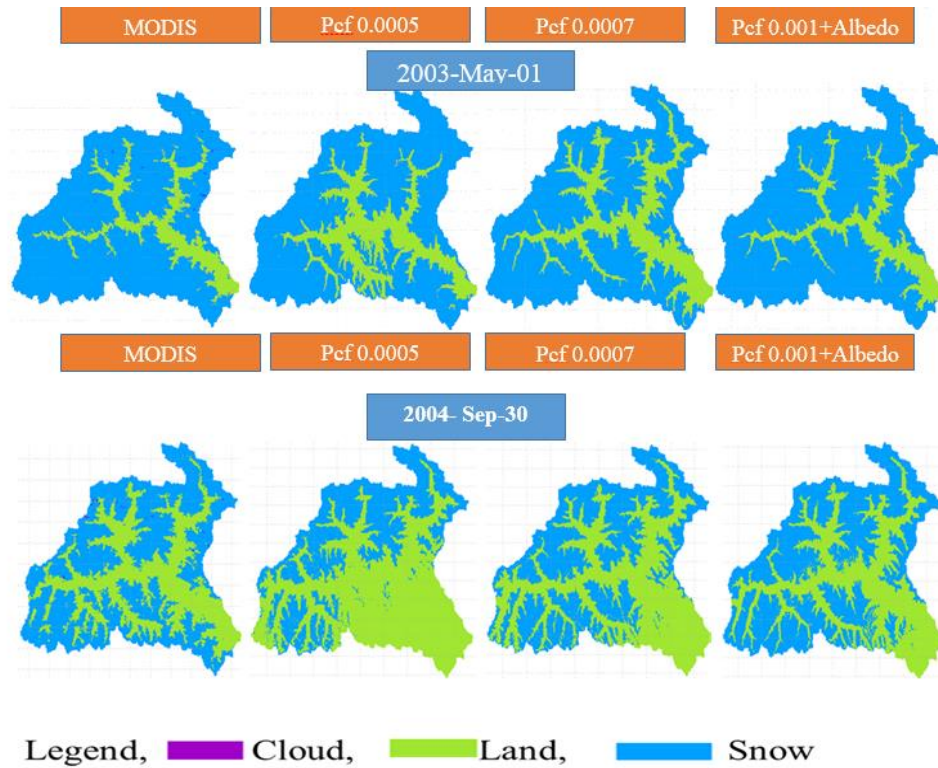 MODIS
Pcf 0.0005
Pcf 0.0007
Pcf 0.001+Albedo
2003-May-01
MODIS
Pcf 0.0005
Pcf 0.0007
Pcf 0.001+Albedo
2004- Sep-30
Legend, Cloud, Land, Snow